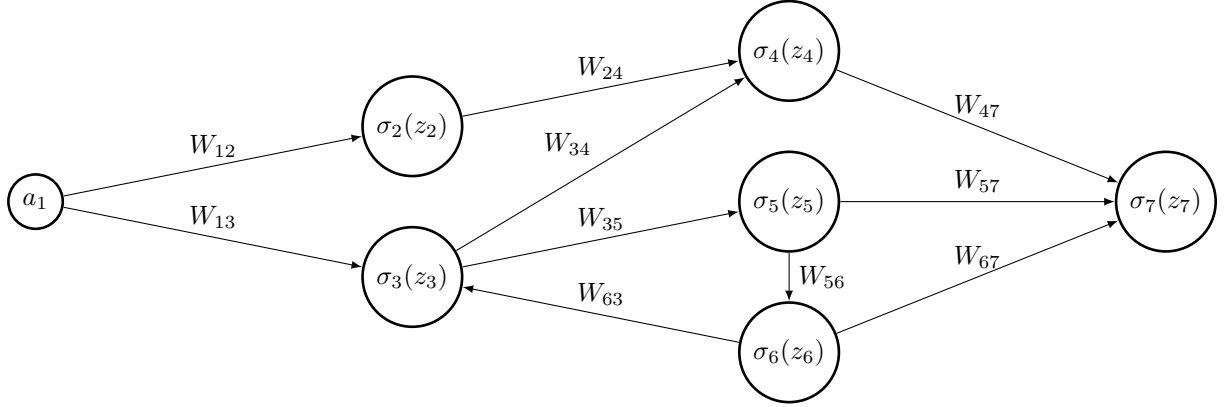 a₁
W₁₂
W₁₃
σ₂(z₂)
σ₃(z₃)
W₂₄
W₃₄
W₃₅
W₆₃
σ₄(z₄)
σ₅(z₅)
W₅₆
σ₆(z₆)
W₄₇
W₅₇
W₆₇
σ₇(z₇)